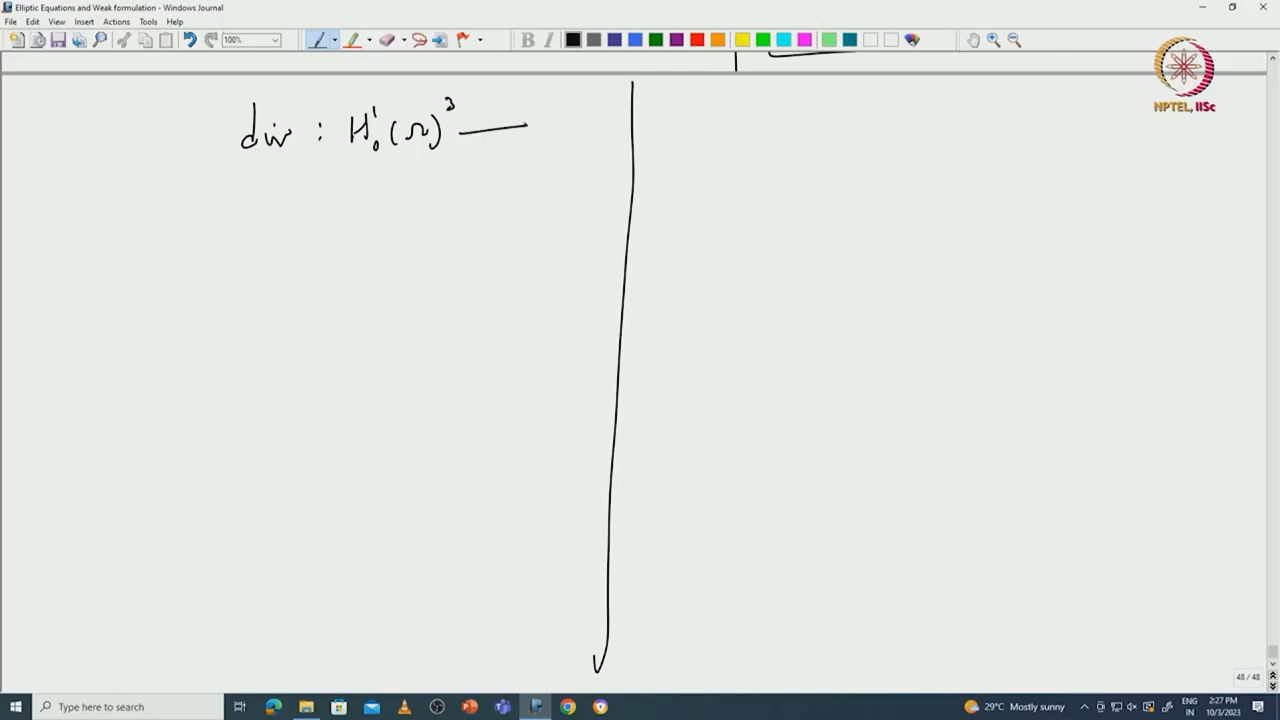 Elliptic Equations and Weak formulation - Windows Journal
File Edit View Insert Actions Tools Help
100%
B I
NPTEL, IISc
div : H¹₀(Ω)³ —
48 / 48
Type here to search
29°C Mostly sunny
ENG
IN
2:27 PM
10/3/2023